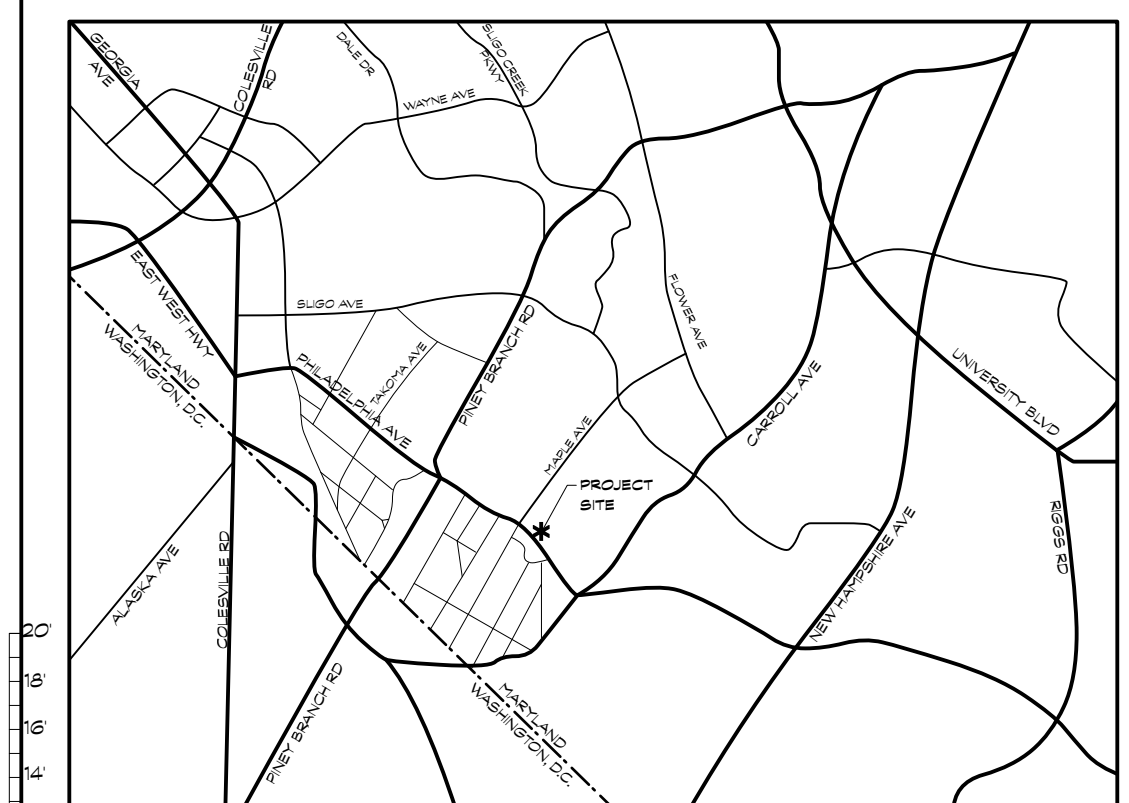 GEORGIA
AVE
COLESVILLE
RD
DALE DR
SLIGO CREEK
PKWY
WAYNE AVE
EAST WEST HWY
SLIGO AVE
FLOWER AVE
MARYLAND
WASHINGTON, D.C.
PHILADELPHIA AVE
TAKOMA AVE
PINEY BRANCH RD
CARROLL AVE
UNIVERSITY BLVD
MAPLE AVE
PROJECT
SITE
*
RIGGS RD
NEW HAMPSHIRE AVE
ALASKA AVE
COLESVILLE RD
PINEY BRANCH RD
MARYLAND
WASHINGTON, D.C.
20'
18'
16'
14'